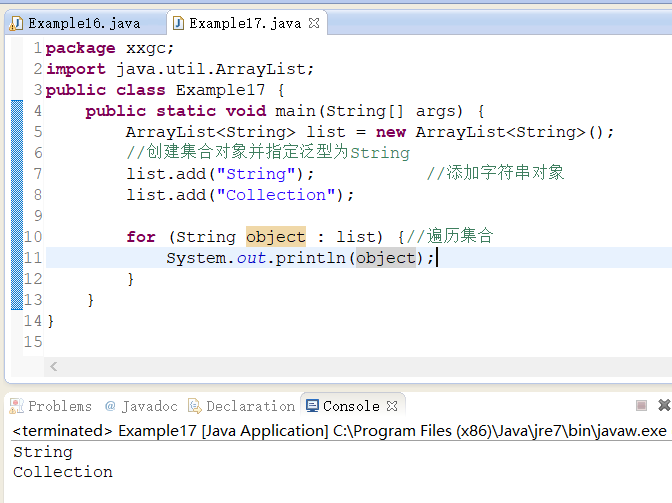 Example16.java Example17.java
1 package xxgc;
2 import java.util.ArrayList;
3 public class Example17 {
4 public static void main(String[] args) {
5 ArrayList<String> list = new ArrayList<String>();
6 //创建集合对象并指定泛型为String
7 list.add("String"); //添加字符串对象
8 list.add("Collection");
9
10 for (String object : list) {//遍历集合
11 System.out.println(object);
12 }
13 }
14 }
15
Problems @ Javadoc Declaration Console
<terminated> Example17 [Java Application] C:\Program Files (x86)\Java\jre7\bin\javaw.exe
String
Collection